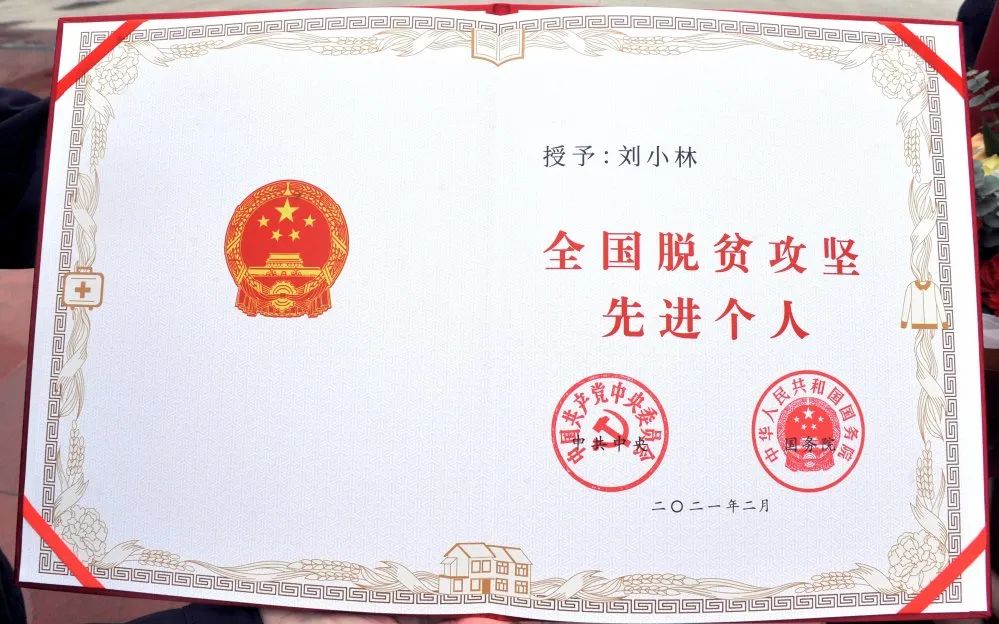 授予:刘小林
全国脱贫攻坚
先进个人
中国共产党中央委员会
中共中央
中华人民共和国国务院
国务院
二〇二一年二月